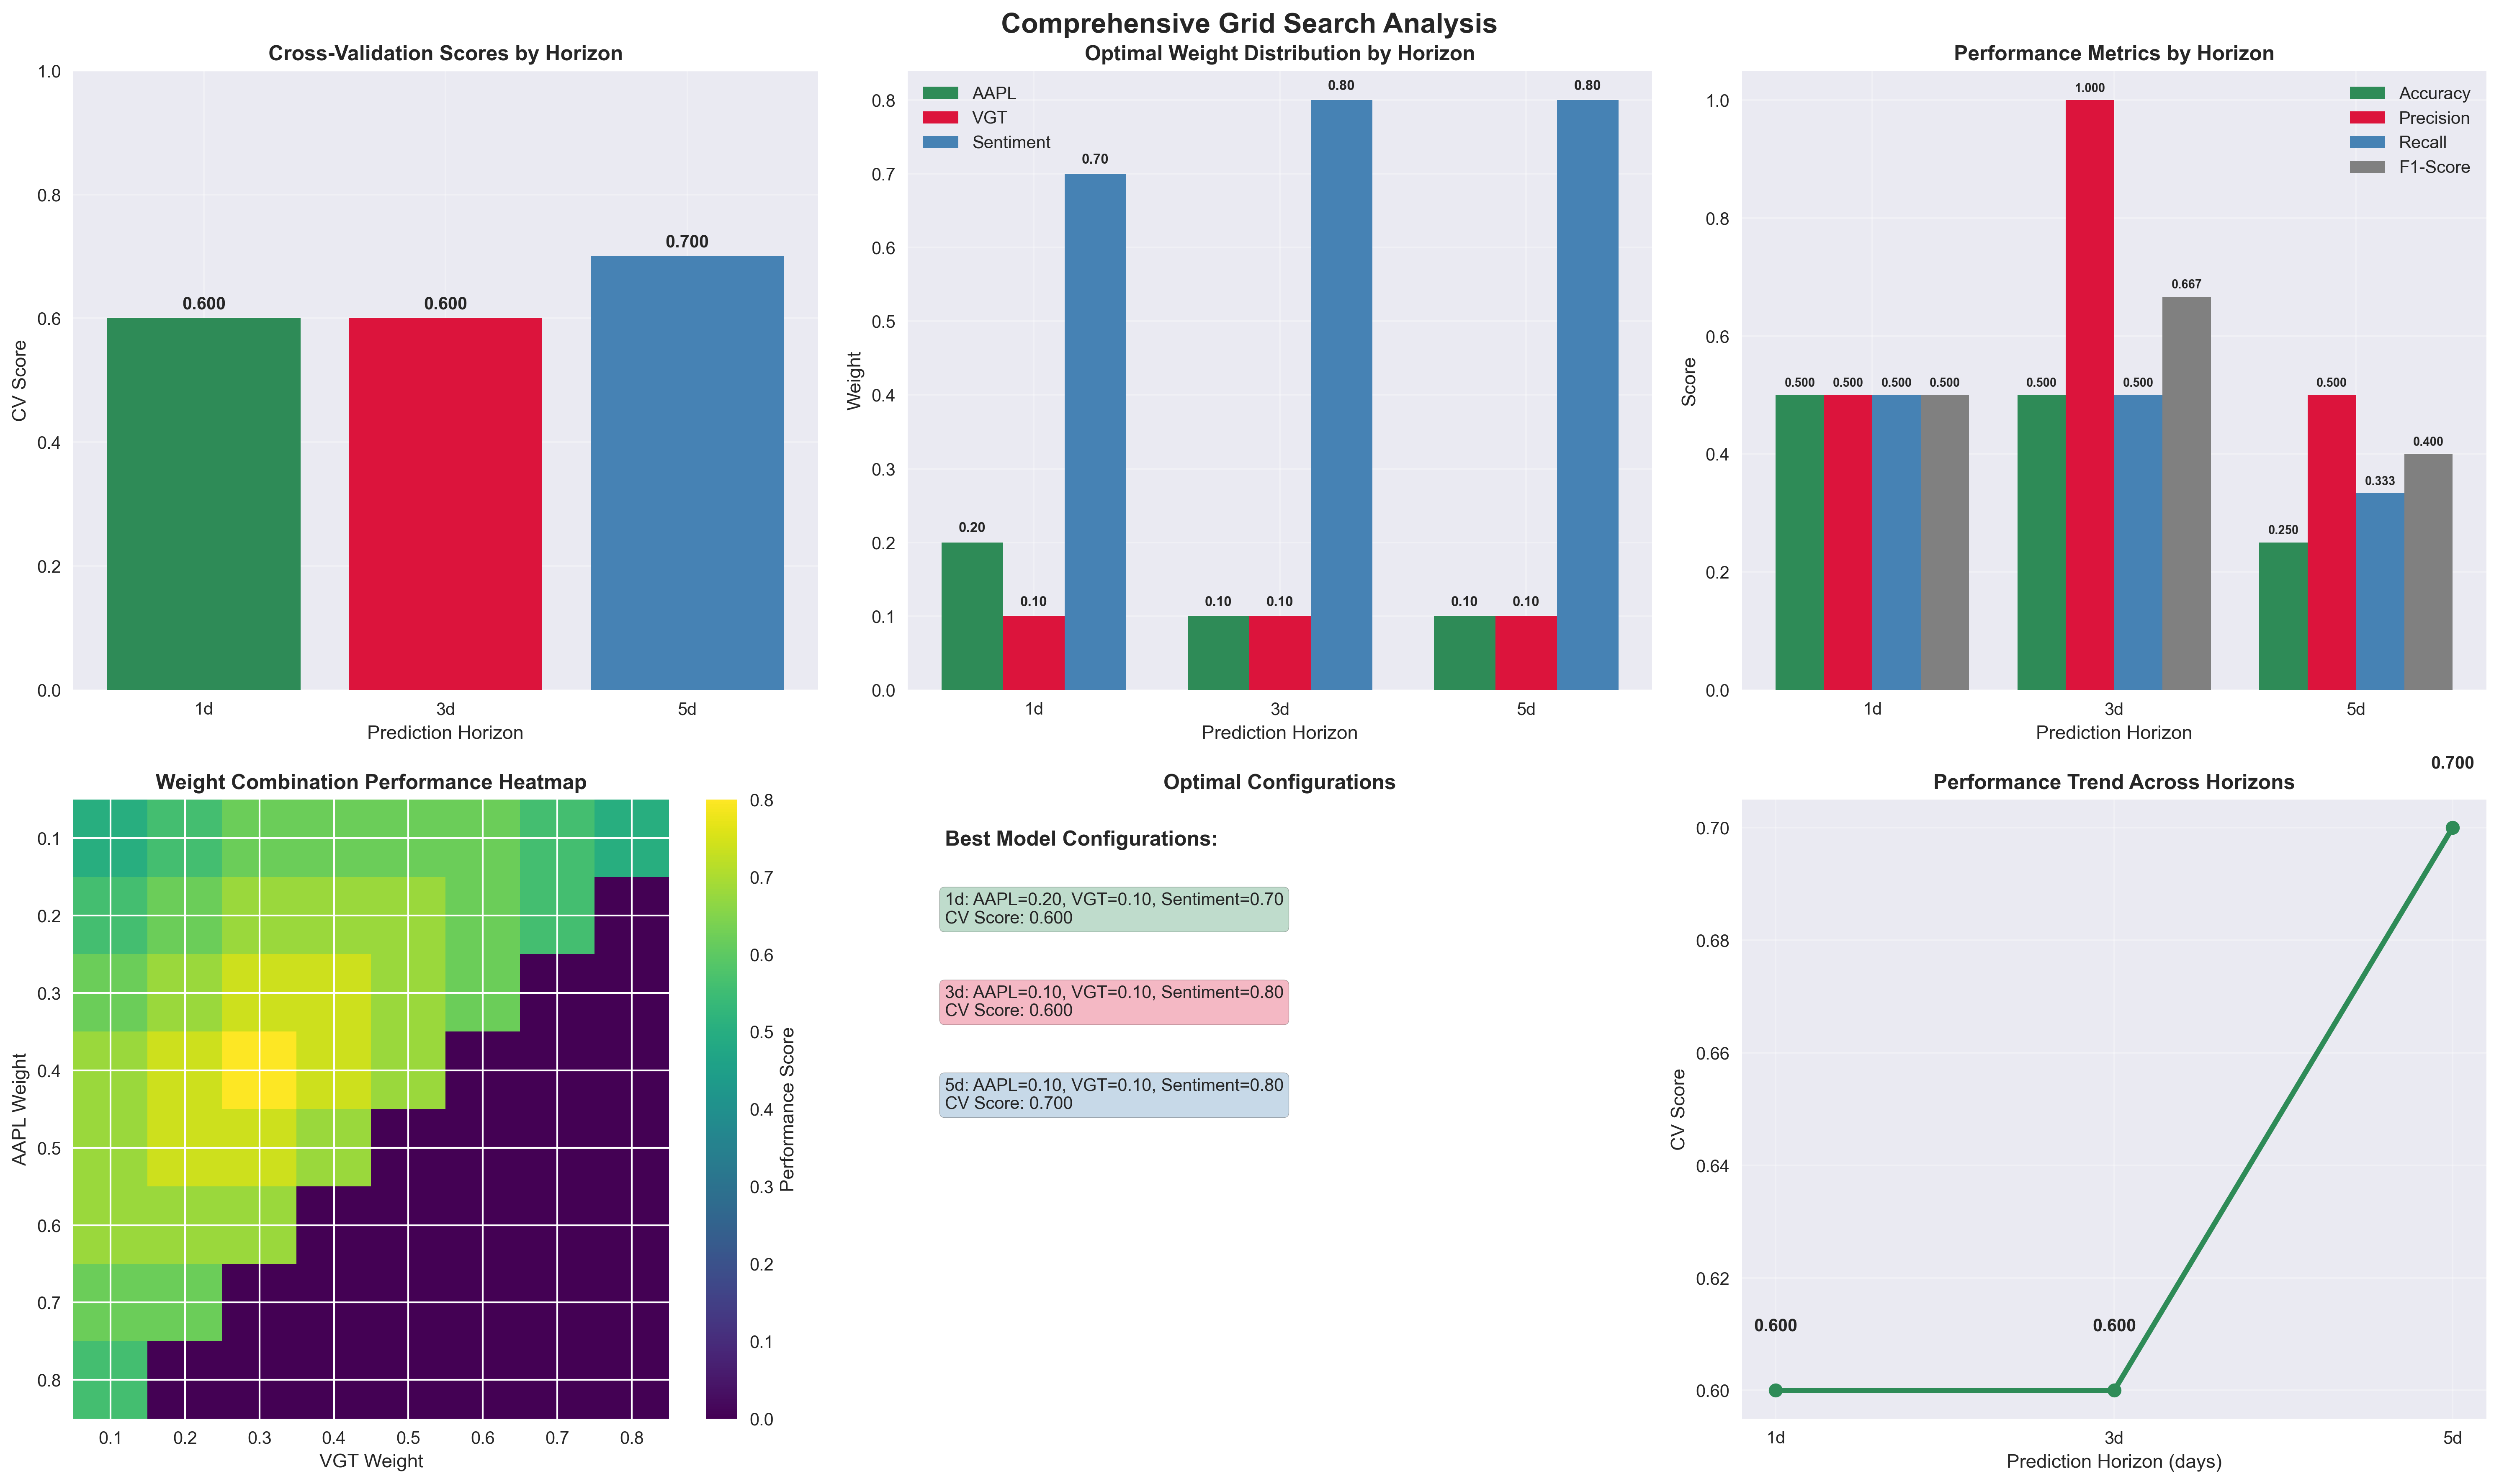 Comprehensive Grid Search Analysis
Cross-Validation Scores by Horizon
1.0
0.8
0.6
0.4
0.2
0.0
CV Score
0.600
0.600
0.700
1d
3d
5d
Prediction Horizon
Optimal Weight Distribution by Horizon
AAPL
VGT
Sentiment
0.8
0.7
0.6
0.5
0.4
0.3
0.2
0.1
0.0
Weight
0.20
0.10
0.70
0.10
0.10
0.80
0.10
0.10
0.80
1d
3d
5d
Prediction Horizon
Performance Metrics by Horizon
Accuracy
Precision
Recall
F1-Score
1.0
0.8
0.6
0.4
0.2
0.0
Score
0.500
0.500
0.500
0.500
0.500
1.000
0.500
0.667
0.250
0.500
0.333
0.400
1d
3d
5d
Prediction Horizon
Weight Combination Performance Heatmap
0.1
0.2
0.3
0.4
0.5
0.6
0.7
0.8
AAPL Weight
0.1
0.2
0.3
0.4
0.5
0.6
0.7
0.8
VGT Weight
0.8
0.7
0.6
0.5
0.4
0.3
0.2
0.1
0.0
Performance Score
Optimal Configurations
Best Model Configurations:
1d: AAPL=0.20, VGT=0.10, Sentiment=0.70
CV Score: 0.600
3d: AAPL=0.10, VGT=0.10, Sentiment=0.80
CV Score: 0.600
5d: AAPL=0.10, VGT=0.10, Sentiment=0.80
CV Score: 0.700
Performance Trend Across Horizons
0.70
0.68
0.66
0.64
0.62
0.60
CV Score
0.600
0.600
0.700
1d
3d
5d
Prediction Horizon (days)